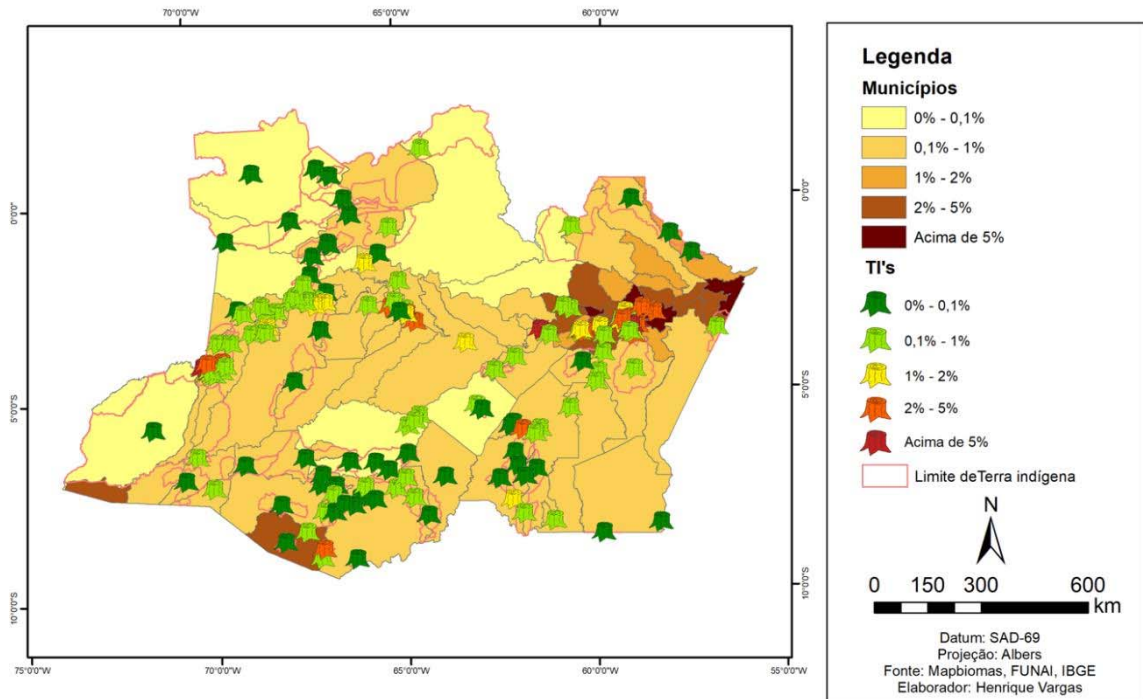 70°0'0"W 65°0'0"W 60°0'0"W
0°0'0" 0°0'0"
5°0'0"S 5°0'0"S
10°0'0"S 10°0'0"S
75°0'0"W 70°0'0"W 65°0'0"W 60°0'0"W 55°0'0"W
Legenda
Municípios
0% - 0,1%
0,1% - 1%
1% - 2%
2% - 5%
Acima de 5%
TI's
0% - 0,1%
0,1% - 1%
1% - 2%
2% - 5%
Acima de 5%
Limite deTerra indígena
N
0 150 300 600
km
Datum: SAD-69
Projeção: Albers
Fonte: Mapbiomas, FUNAI, IBGE
Elaborador: Henrique Vargas